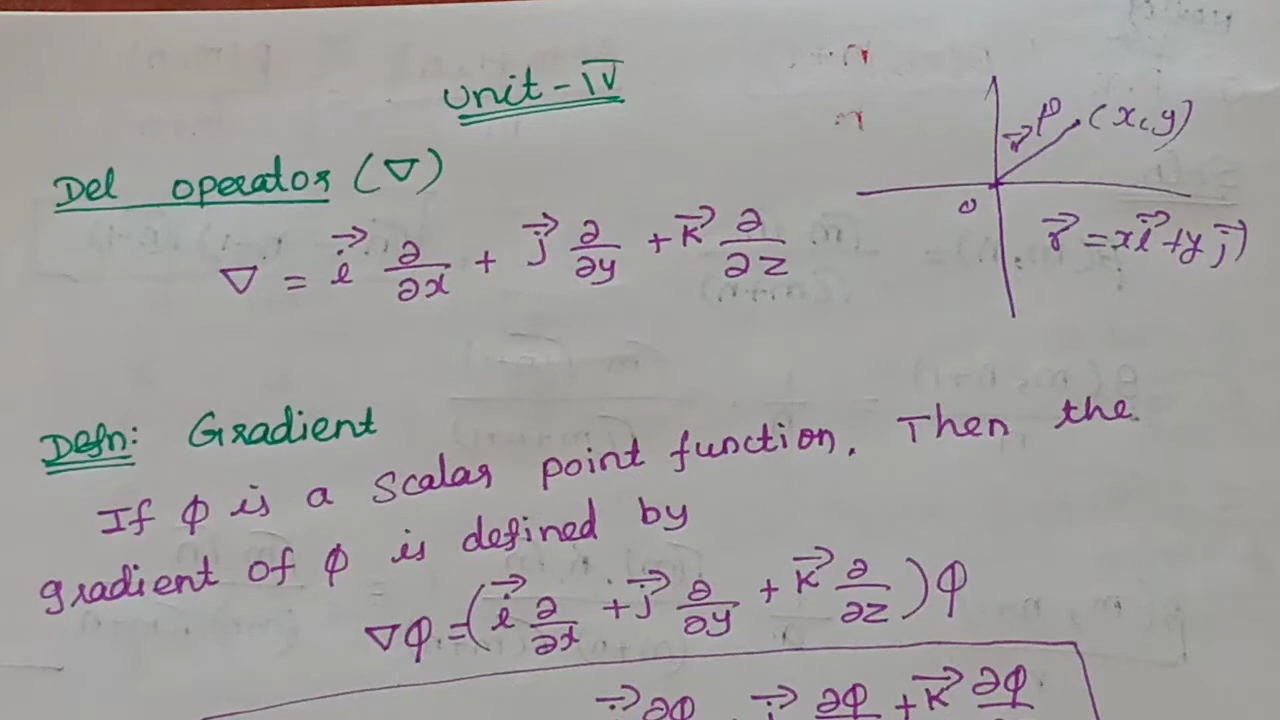 Unit-IV
Del operator (∇)
∇ = i⃗ ∂/∂x + j⃗ ∂/∂y + k⃗ ∂/∂z
(x,y)
O
r⃗ = xi⃗ + yj⃗
Defn: Gradient
If φ is a scalar point function. Then the
gradient of φ is defined by
∇φ = (i⃗ ∂/∂x + j⃗ ∂/∂y + k⃗ ∂/∂z) φ